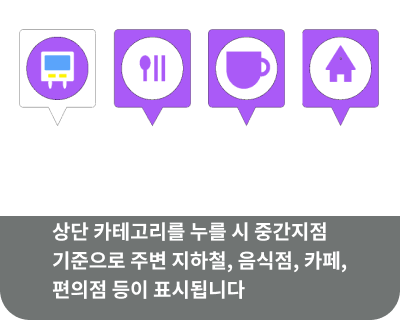 상단 카테고리를 누를 시 중간지점
기준으로 주변 지하철, 음식점, 카페,
편의점 등이 표시됩니다